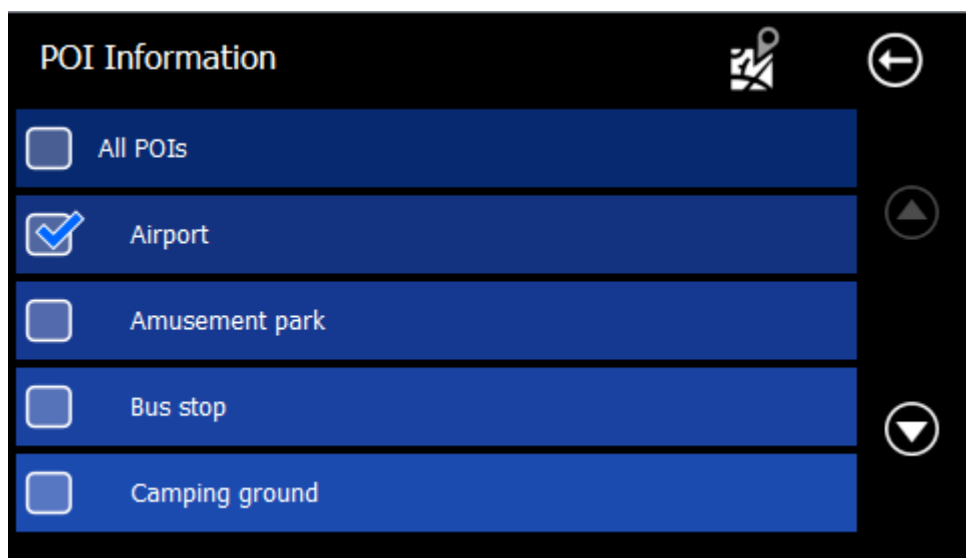 POI Information
All POIs
Airport
Amusement park
Bus stop
Camping ground